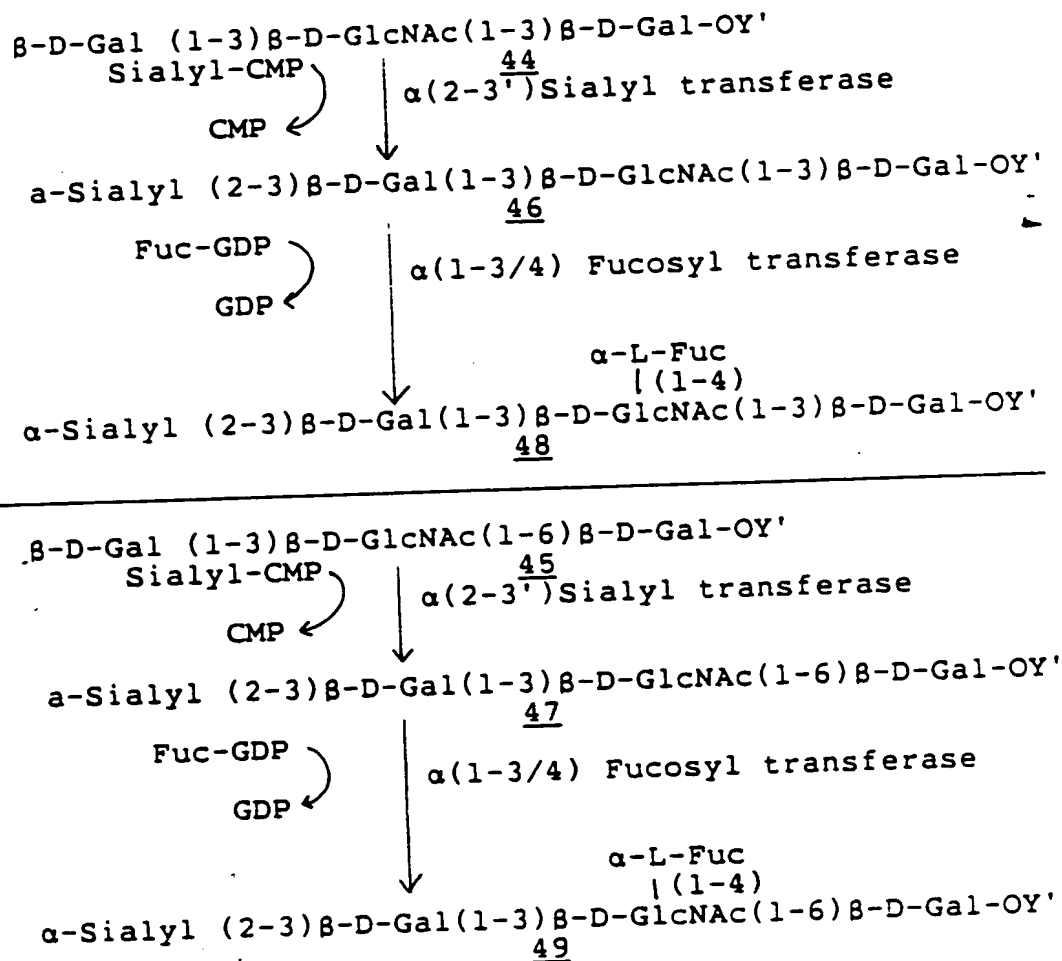 β-D-Gal (1-3)β-D-GlcNAc(1-3)β-D-Gal-OY'
44
Sialyl-CMP
α(2-3')Sialyl transferase
CMP
a-Sialyl (2-3)β-D-Gal(1-3)β-D-GlcNAc(1-3)β-D-Gal-OY'
46
Fuc-GDP
α(1-3/4) Fucosyl transferase
GDP
α-L-Fuc
(1-4)
α-Sialyl (2-3)β-D-Gal(1-3)β-D-GlcNAc(1-3)β-D-Gal-OY'
48
β-D-Gal (1-3)β-D-GlcNAc(1-6)β-D-Gal-OY'
45
Sialyl-CMP
α(2-3')Sialyl transferase
CMP
a-Sialyl (2-3)β-D-Gal(1-3)β-D-GlcNAc(1-6)β-D-Gal-OY'
47
Fuc-GDP
α(1-3/4) Fucosyl transferase
GDP
α-L-Fuc
(1-4)
α-Sialyl (2-3)β-D-Gal(1-3)β-D-GlcNAc(1-6)β-D-Gal-OY'
49